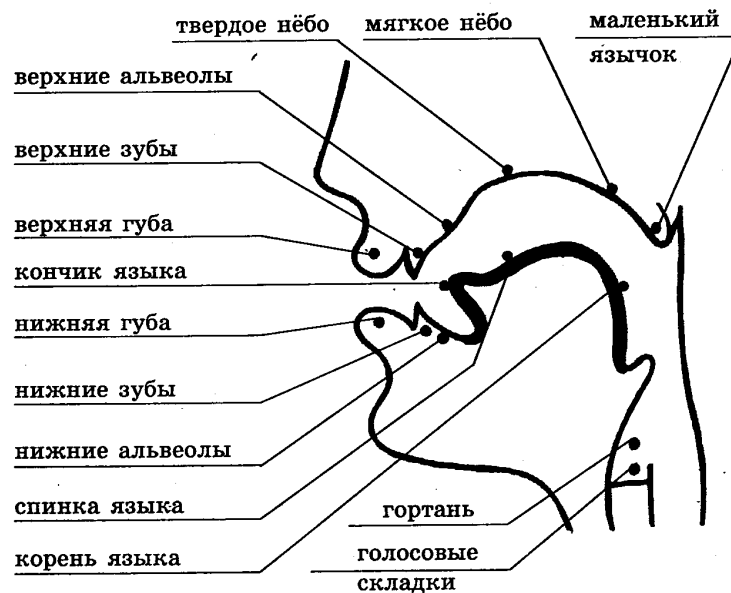 твердое нёбо
мягкое нёбо
маленький
язычок
верхние альвеолы
верхние зубы
верхняя губа
кончик языка
нижняя губа
нижние зубы
нижние альвеолы
спинка языка
корень языка
гортань
голосовые
складки